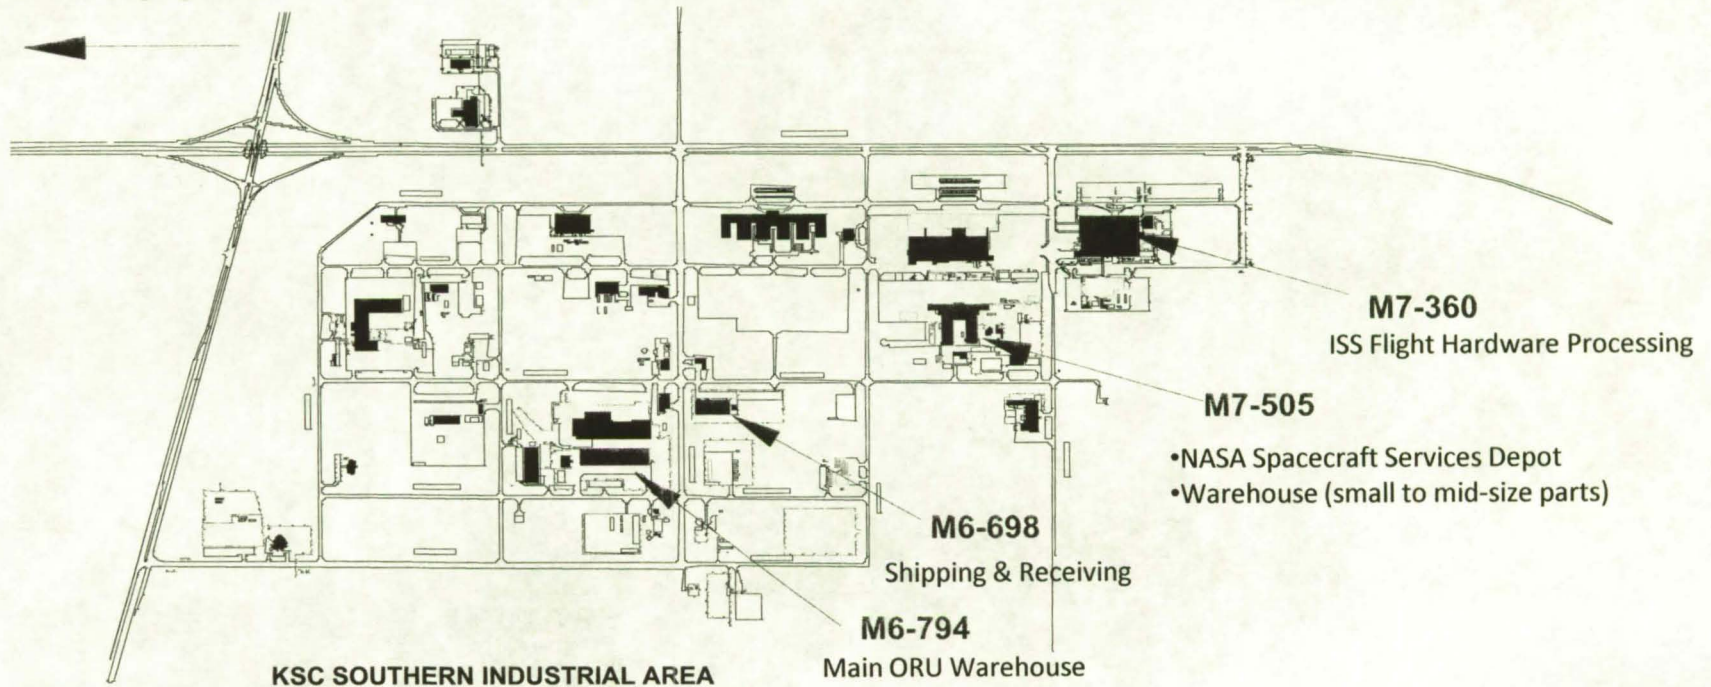 M7-360
ISS Flight Hardware Processing
M7-505
•NASA Spacecraft Services Depot
•Warehouse (small to mid-size parts)
M6-698
Shipping & Receiving
M6-794
Main ORU Warehouse
KSC SOUTHERN INDUSTRIAL AREA